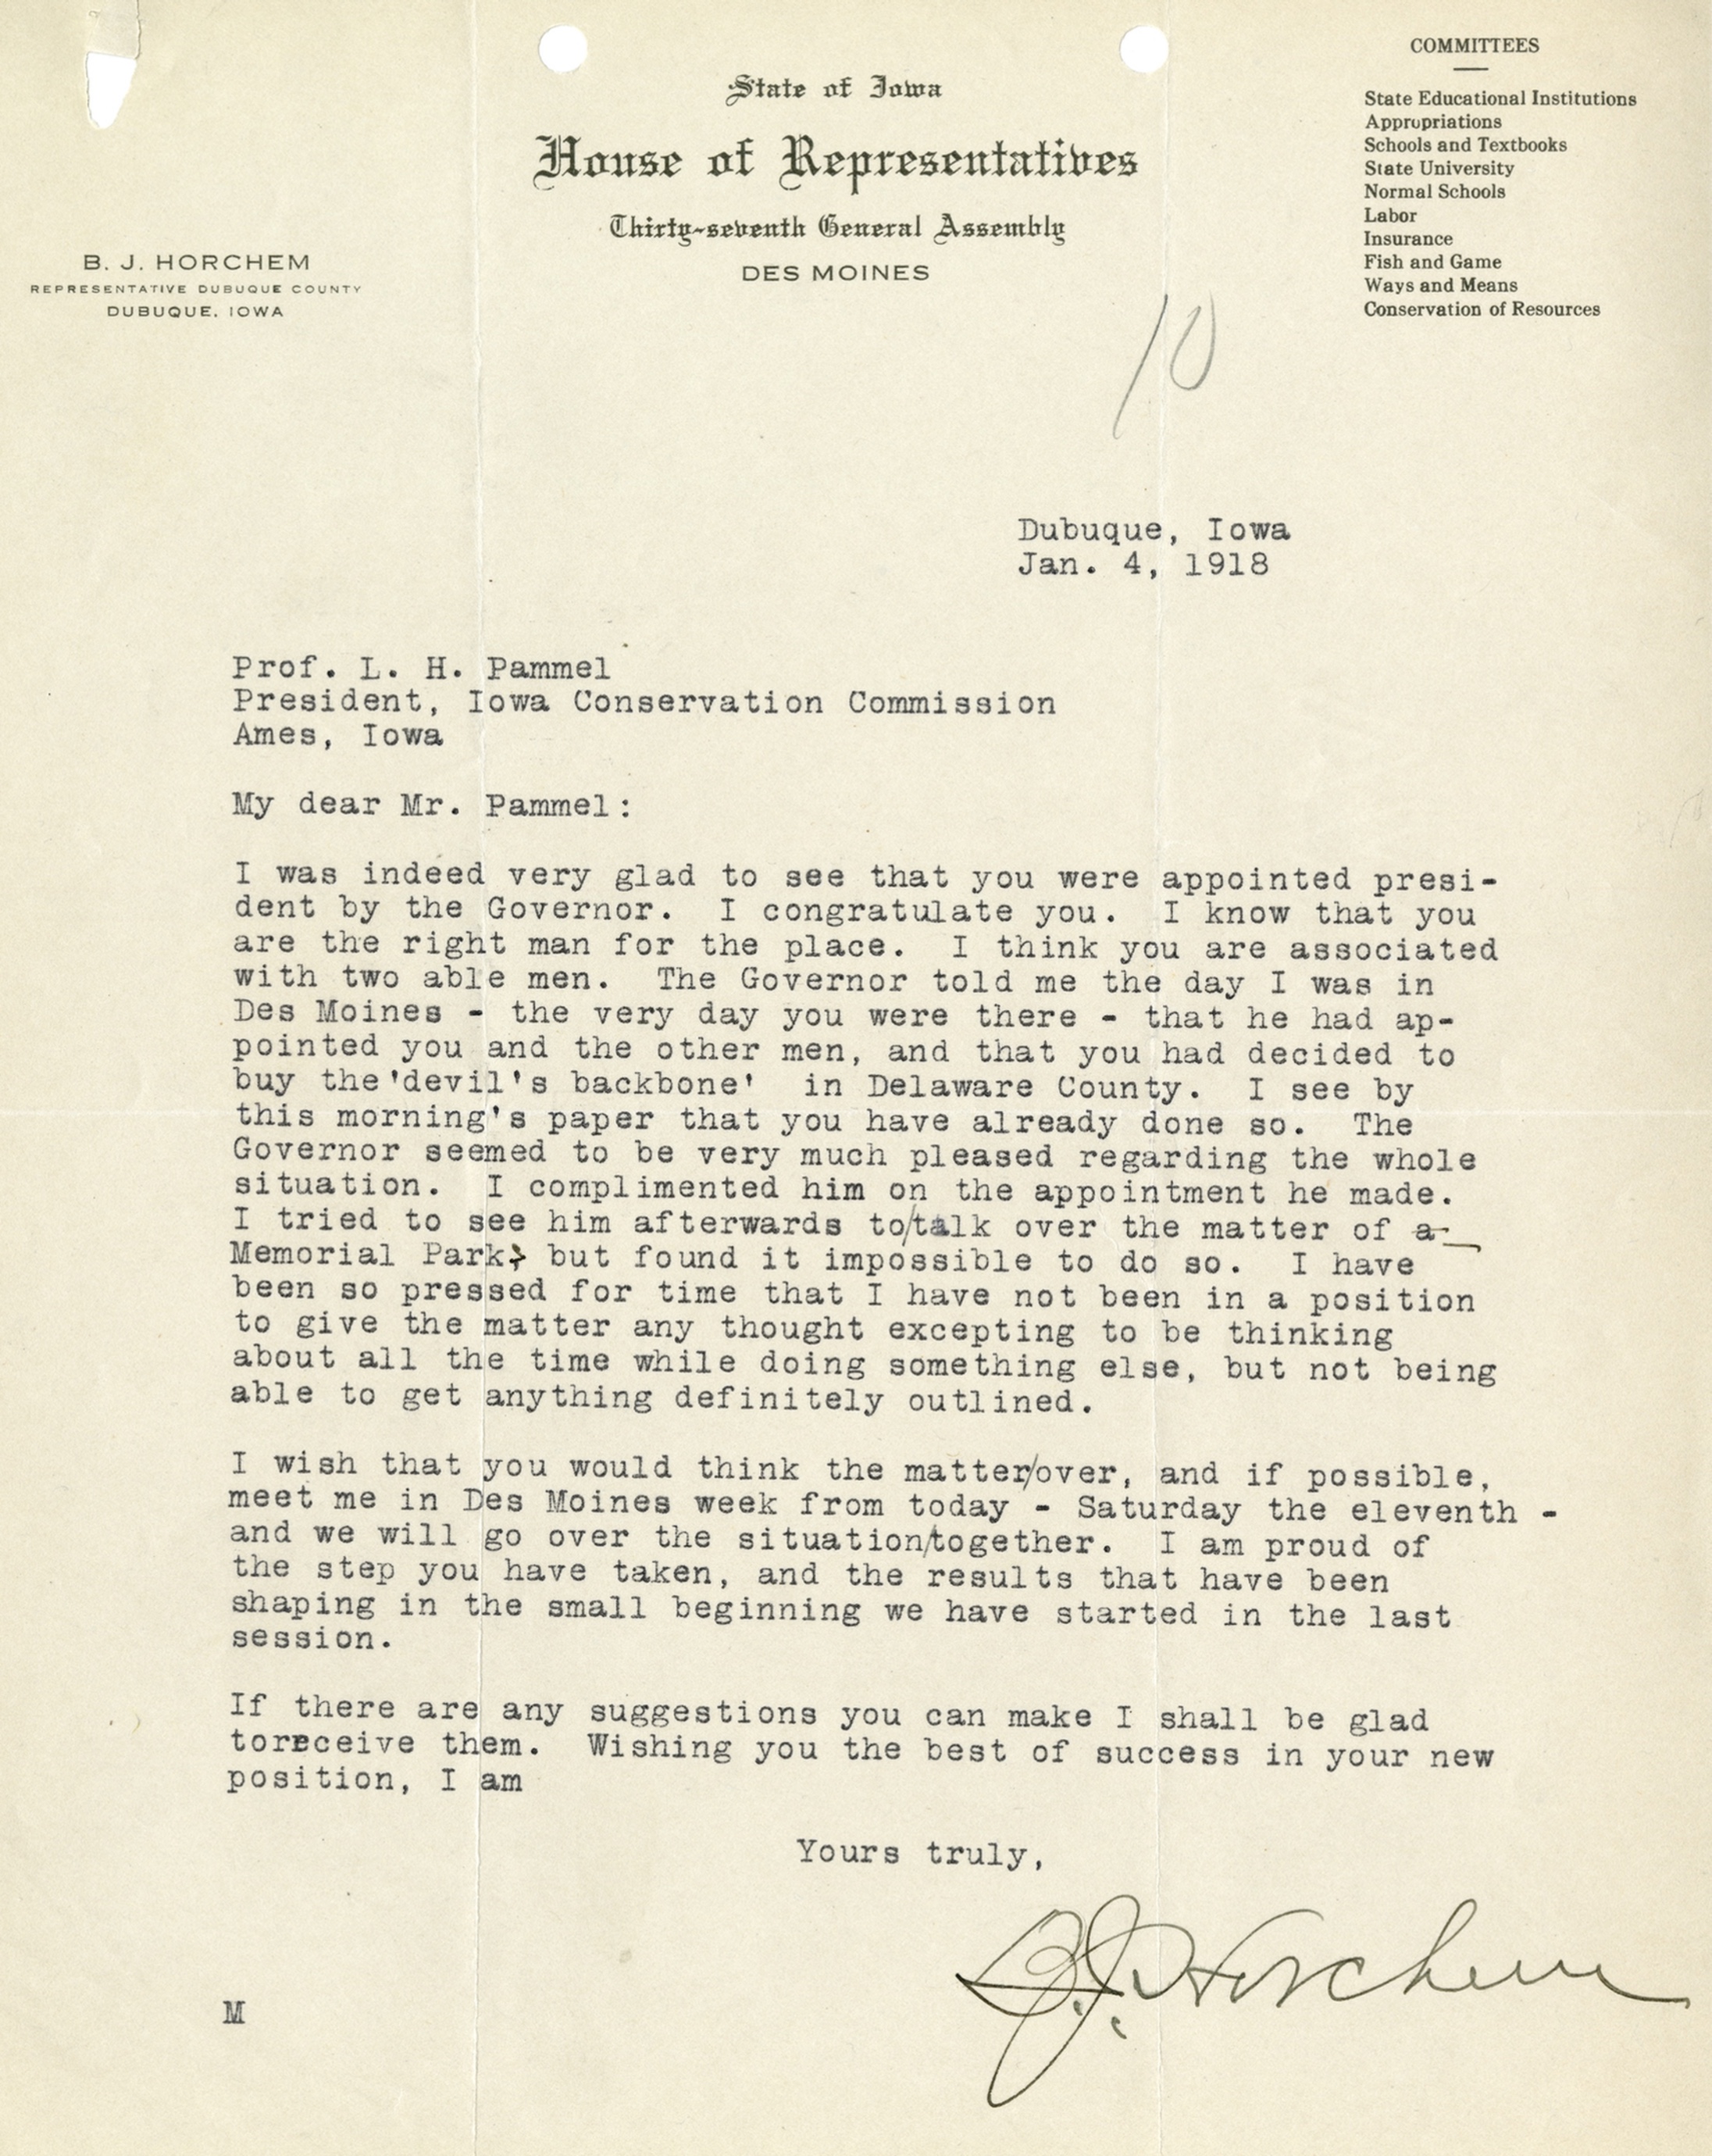 State of Iowa
House of Representatives
Thirty-seventh General Assembly
DES MOINES
B. J. HORCHEM
REPRESENTATIVE DUBUQUE COUNTY
DUBUQUE, IOWA
COMMITTEES
State Educational Institutions
Appropriations
Schools and Textbooks
State University
Normal Schools
Labor
Insurance
Fish and Game
Ways and Means
Conservation of Resources
10
Dubuque, Iowa
Jan. 4, 1918
Prof. L. H. Pammel
President, Iowa Conservation Commission
Ames, Iowa
My dear Mr. Pammel:
I was indeed very glad to see that you were appointed presi-
dent by the Governor. I congratulate you. I know that you
are the right man for the place. I think you are associated
with two able men. The Governor told me the day I was in
Des Moines - the very day you were there - that he had ap-
pointed you and the other men, and that you had decided to
buy the'devil's backbone' in Delaware County. I see by
this morning's paper that you have already done so. The
Governor seemed to be very much pleased regarding the whole
situation. I complimented him on the appointment he made.
I tried to see him afterwards to/talk over the matter of a
Memorial Park, but found it impossible to do so. I have
been so pressed for time that I have not been in a position
to give the matter any thought excepting to be thinking
about all the time while doing something else, but not being
able to get anything definitely outlined.
I wish that you would think the matter/over, and if possible,
meet me in Des Moines week from today - Saturday the eleventh -
and we will go over the situation/together. I am proud of
the step you have taken, and the results that have been
shaping in the small beginning we have started in the last
session.
If there are any suggestions you can make I shall be glad
toreceive them. Wishing you the best of success in your new
position, I am
Yours truly,
B. J. Horchem
M